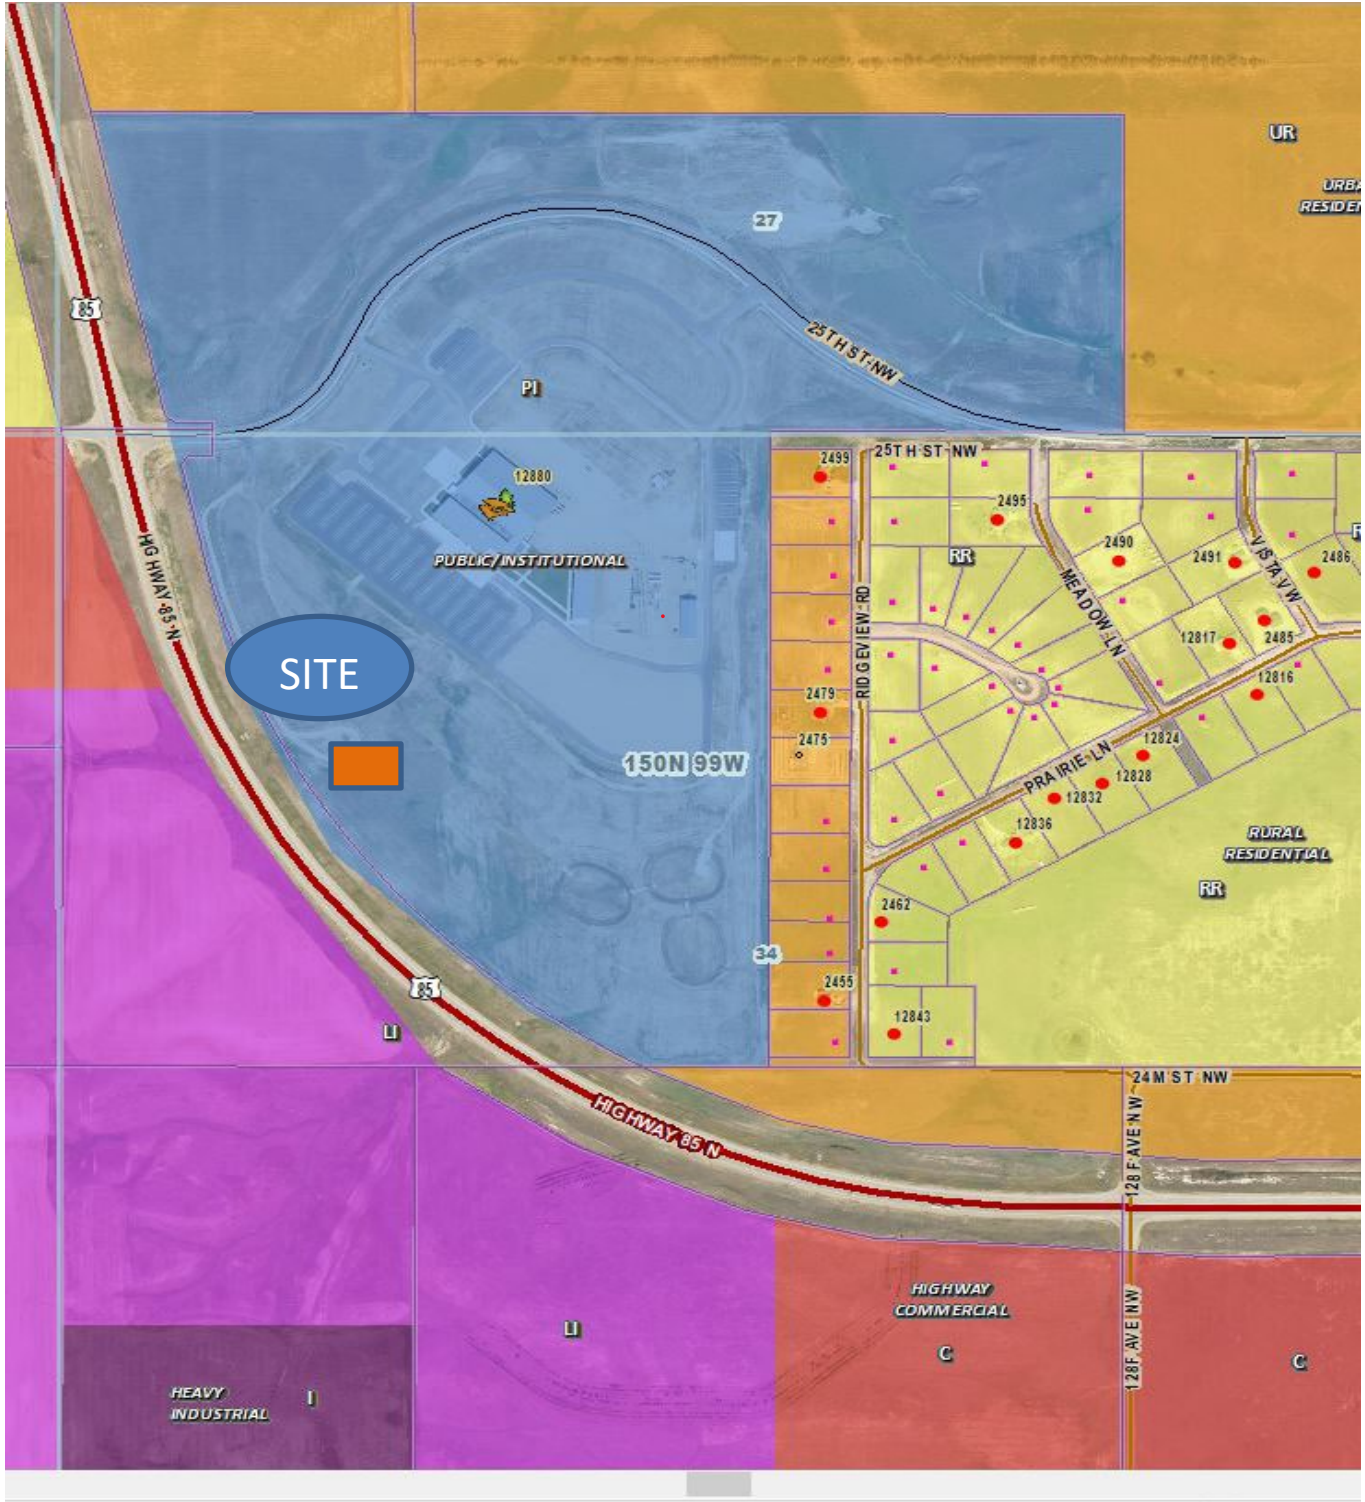 UR
URBA
RESIDEN
27
85
25TH ST NW
PI
12880
PUBLIC/INSTITUTIONAL
2499
25TH ST NW
2495
RR
2490
2491
VISTA VW
2486
HIGHWAY 85 N
MEADOW LN
RIDGEVIEW RD
12817
2485
SITE
12816
2479
2475
12824
150N 99W
PRAIRIE LN
12828
12832
12836
RURAL
RESIDENTIAL
RR
2462
34
2455
85
12843
LI
24M ST NW
HIGHWAY 85 N
128F AVE NW
HIGHWAY
COMMERCIAL
128F AVE NW
LI
C
C
HEAVY
INDUSTRIAL
I